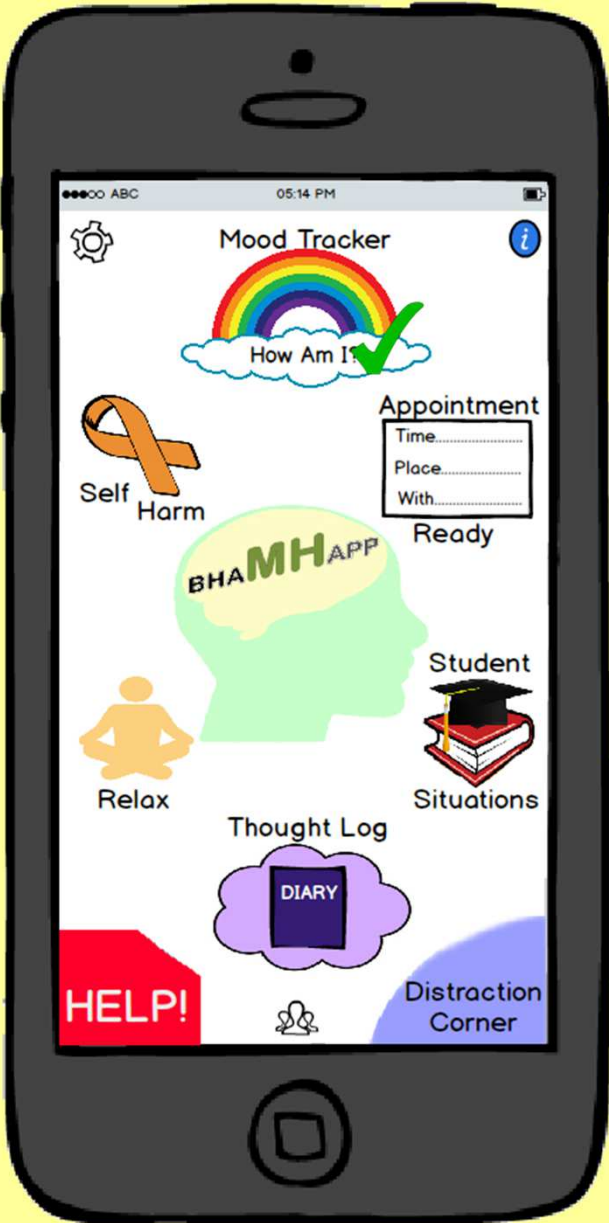 ABC
05:14 PM
i
Mood Tracker
How Am I?
Appointment
Time......................
Place.....................
With......................
Ready
Self
Harm
BHAMHAPP
Student
Situations
Relax
Thought Log
DIARY
HELP!
Distraction
Corner